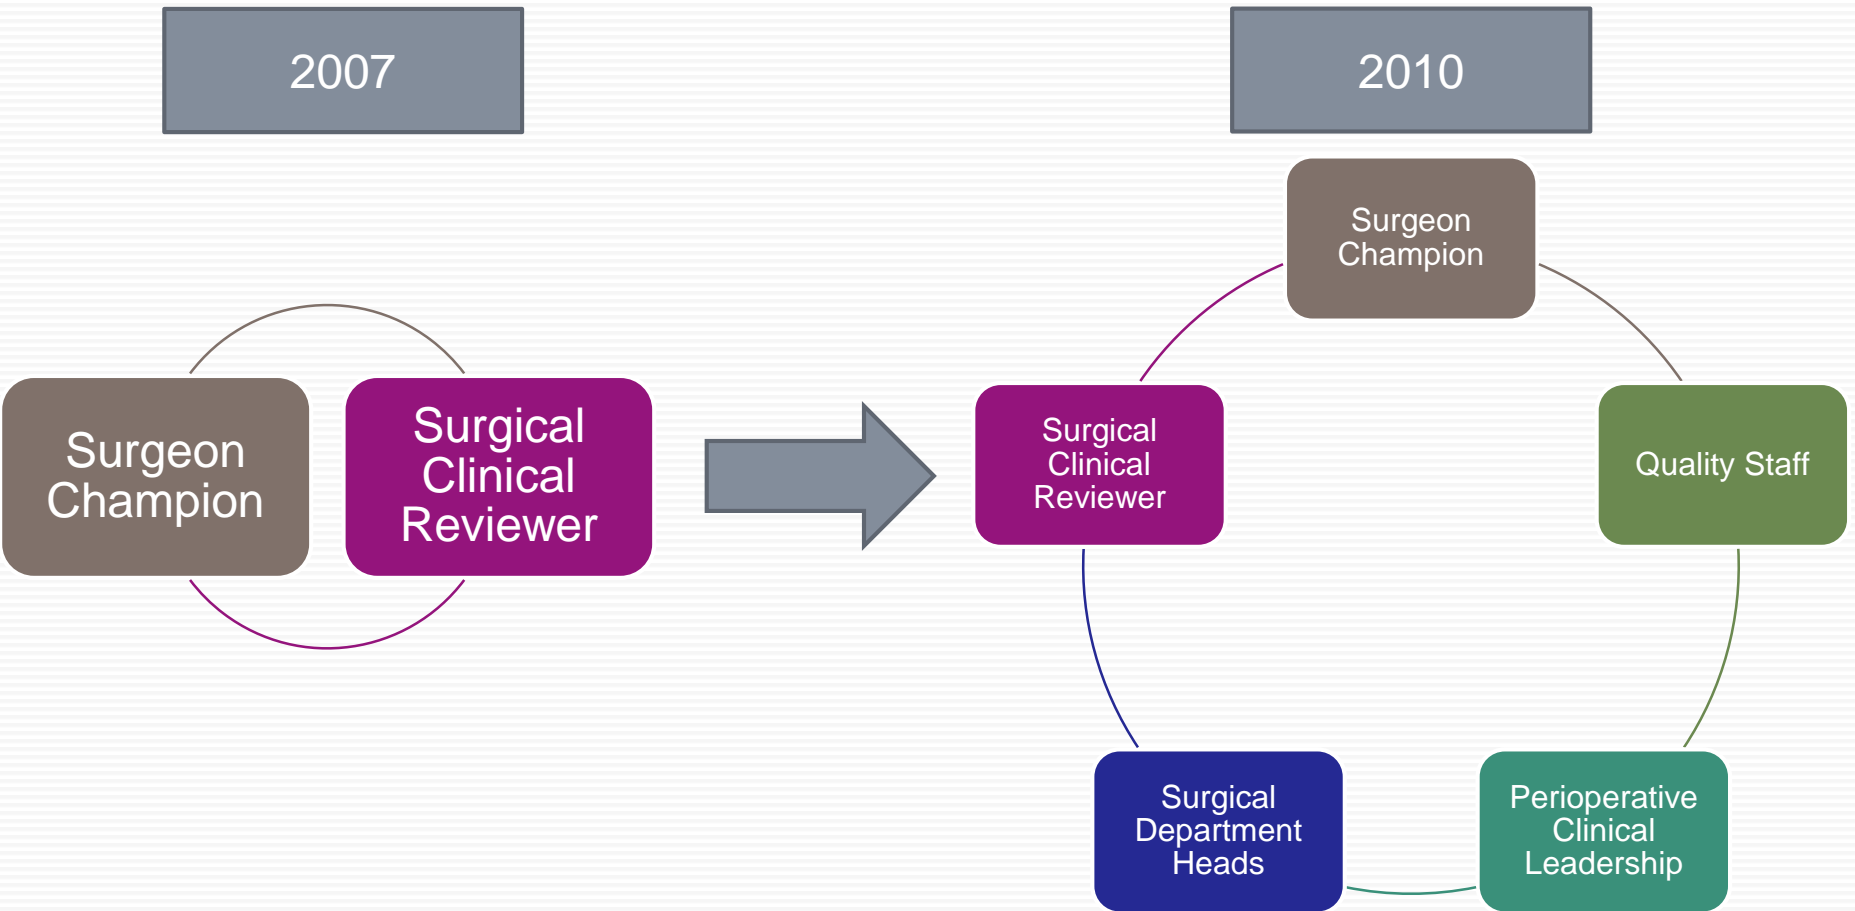 2007
2010
Surgeon
Champion
Surgical
Clinical
Reviewer
Surgeon
Champion
Surgical
Clinical
Reviewer
Quality Staff
Surgical
Department
Heads
Perioperative
Clinical
Leadership